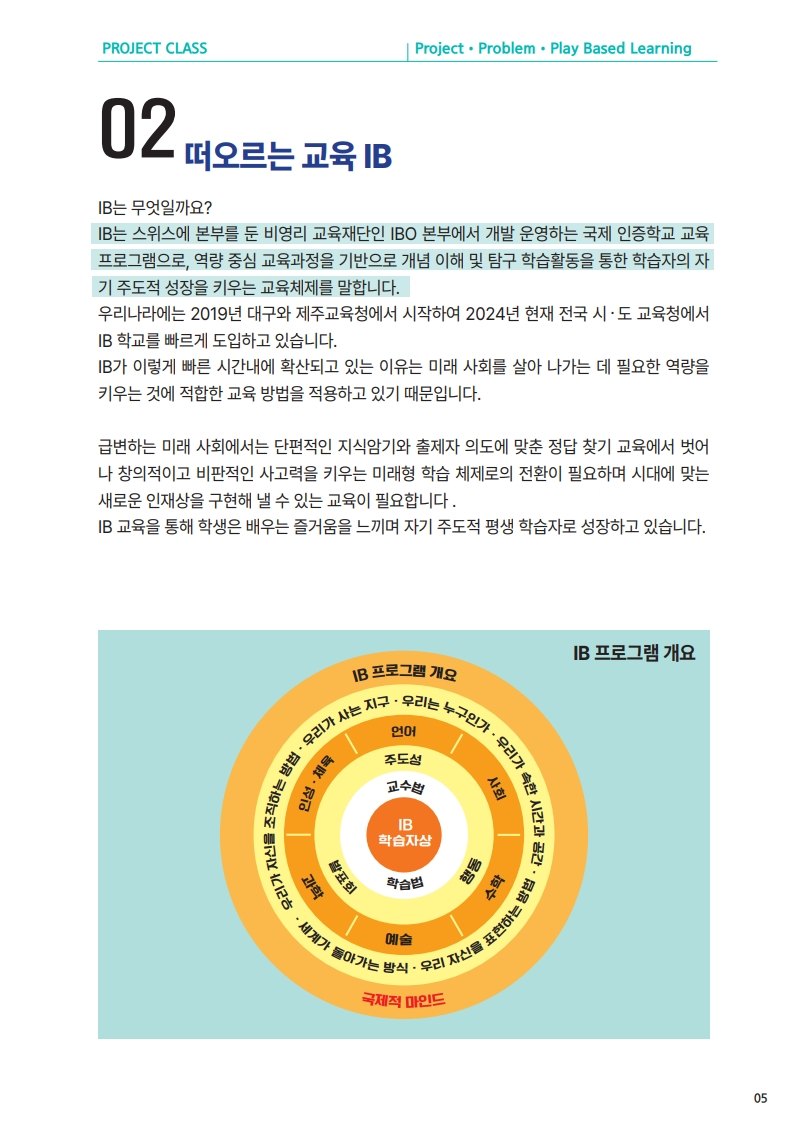 PROJECT CLASS
Project • Problem • Play Based Learning
02 떠오르는 교육 IB
IB는 무엇일까요?
IB는 스위스에 본부를 둔 비영리 교육재단인 IBO 본부에서 개발 운영하는 국제 인증학교 교육
프로그램으로, 역량 중심 교육과정을 기반으로 개념 이해 및 탐구 학습활동을 통한 학습자의 자
기 주도적 성장을 키우는 교육체제를 말합니다.
우리나라에는 2019년 대구와 제주교육청에서 시작하여 2024년 현재 전국 시·도 교육청에서
IB 학교를 빠르게 도입하고 있습니다.
IB가 이렇게 빠른 시간내에 확산되고 있는 이유는 미래 사회를 살아 나가는 데 필요한 역량을
키우는 것에 적합한 교육 방법을 적용하고 있기 때문입니다.
급변하는 미래 사회에서는 단편적인 지식암기와 출제자 의도에 맞춘 정답 찾기 교육에서 벗어
나 창의적이고 비판적인 사고력을 키우는 미래형 학습 체제로의 전환이 필요하며 시대에 맞는
새로운 인재상을 구현해 낼 수 있는 교육이 필요합니다 .
IB 교육을 통해 학생은 배우는 즐거움을 느끼며 자기 주도적 평생 학습자로 성장하고 있습니다.
IB 프로그램 개요
IB 프로그램 개요
우리가 자신을 조직하는 방법 · 우리가 사는 지구 · 우리는 누구인가 · 우리가 속한 시간과 공간 · 우리 자신을 표현하는 방법 · 세계가 돌아가는 방식 ·
언어
사회
수학
예술
과학
인성 · 체육
주도성
행동
발표회
교수법
학습법
IB
학습자상
국제적 마인드
05